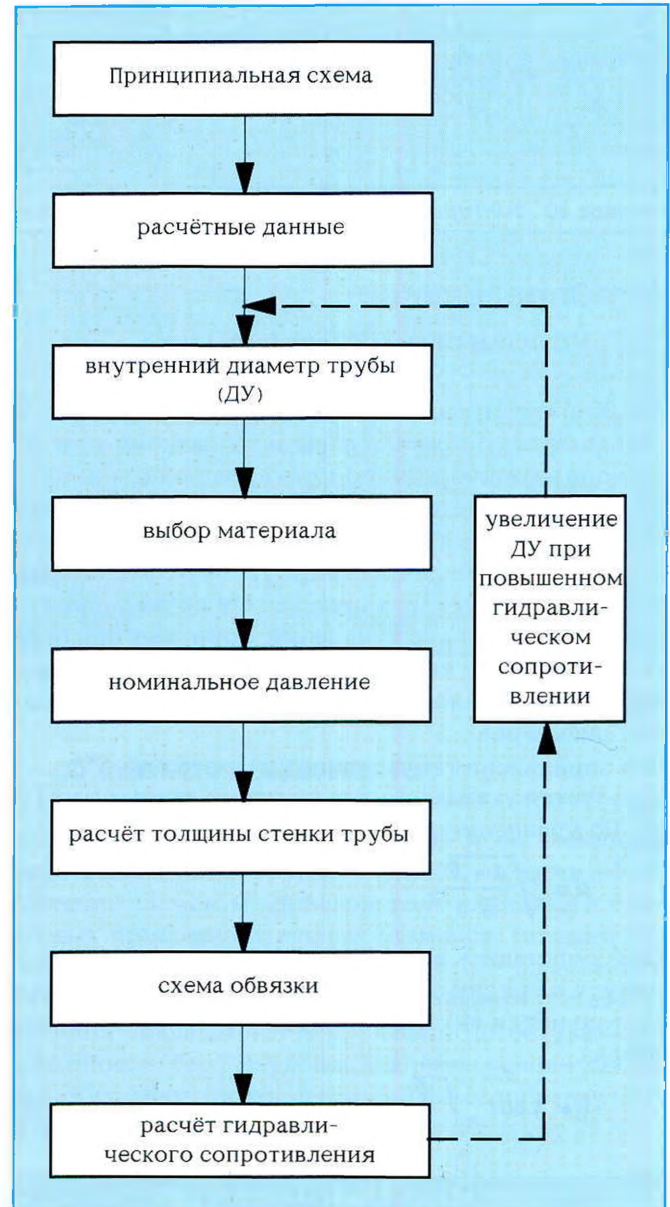 Принципиальная схема
расчётные данные
внутренний диаметр трубы
(ДУ)
выбор материала
номинальное давление
расчёт толщины стенки трубы
схема обвязки
расчёт гидравли-
ческого сопротивления
увеличение
ДУ при
повышенном
гидравли-
ческом
сопроти-
влении